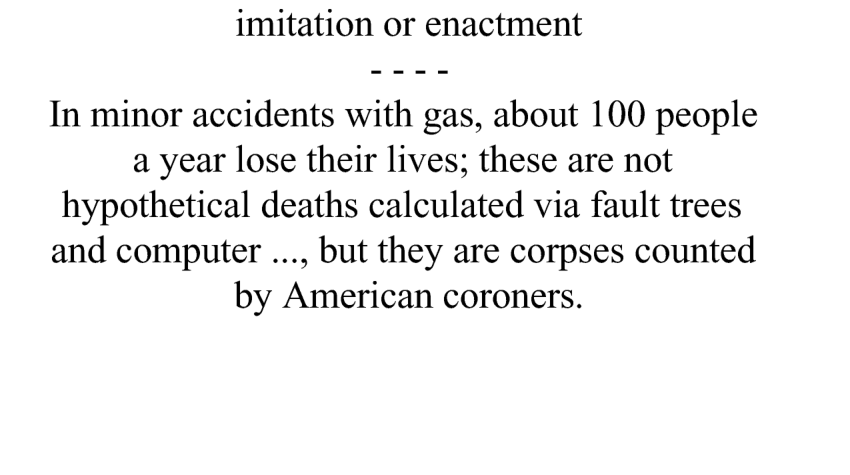 imitation or enactment
- - - -
In minor accidents with gas, about 100 people
a year lose their lives; these are not
hypothetical deaths calculated via fault trees
and computer ..., but they are corpses counted
by American coroners.